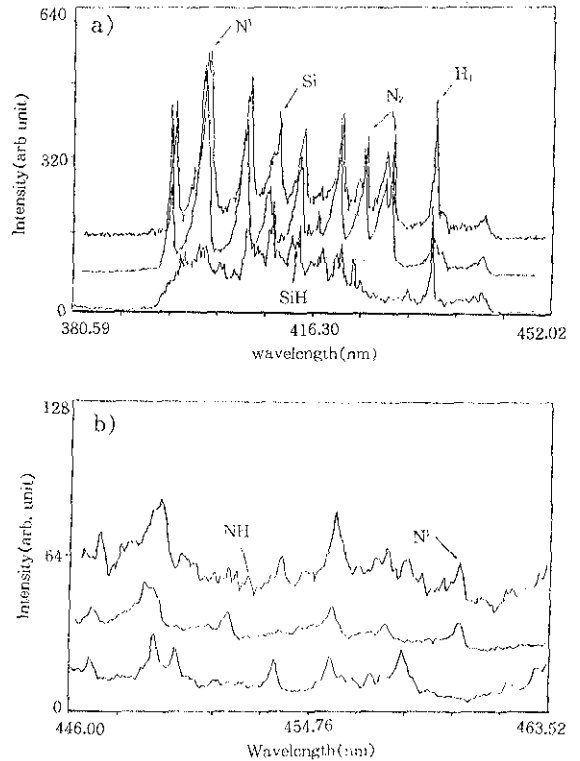 a)
640
320
0
Intensity(arb unit)
N⁺
Si
N₂
H₁
SiH
380.59 416.30 452.02
wavelength(nm)
b)
128
64
0
Intensity(arb. unit)
NH
N⁺
446.00 454.76 463.52
Wavelength(nm)